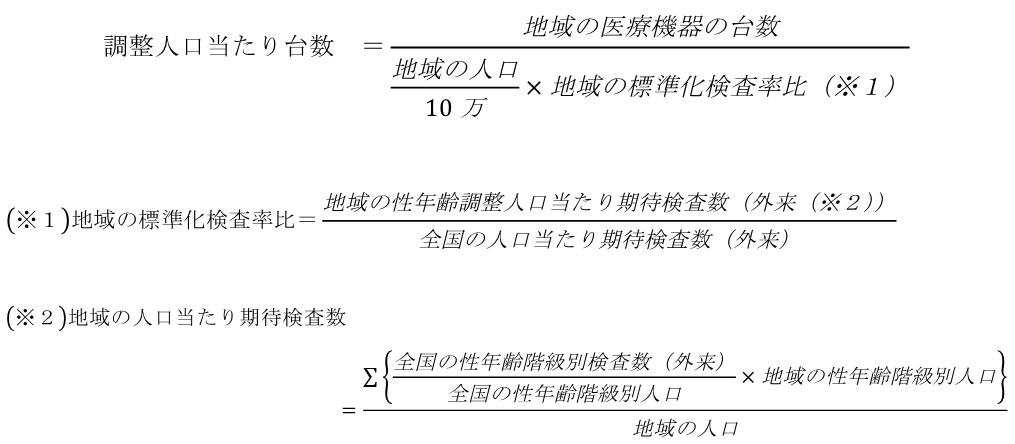 地域の医療機器の台数
調整人口当たり台数　＝
地域の人口
10 万
× 地域の標準化検査率比（※１）
地域の性年齢調整人口当たり期待検査数（外来（※２））
(※１)地域の標準化検査率比＝
全国の人口当たり期待検査数（外来）
(※２)地域の人口当たり期待検査数
全国の性年齢階級別検査数（外来）
= Σ{ × 地域の性年齢階級別人口}
全国の性年齢階級別人口
地域の人口